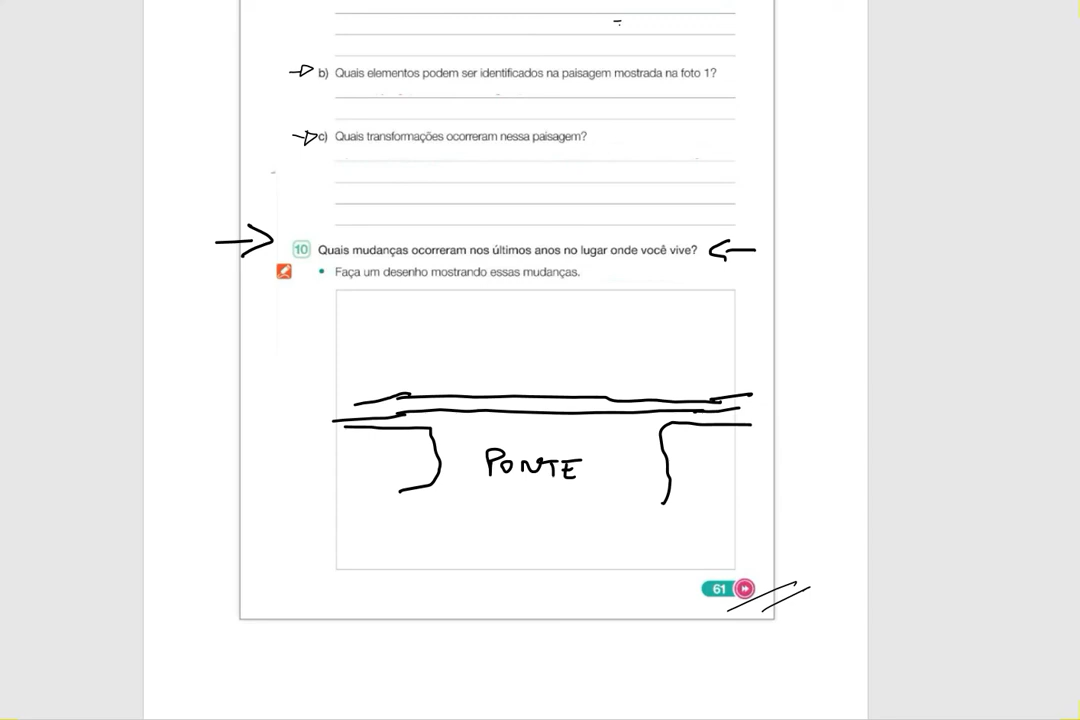 b) Quais elementos podem ser identificados na paisagem mostrada na foto 1?
c) Quais transformações ocorreram nessa paisagem?
10 Quais mudanças ocorreram nos últimos anos no lugar onde você vive?
• Faça um desenho mostrando essas mudanças.
PONTE
61